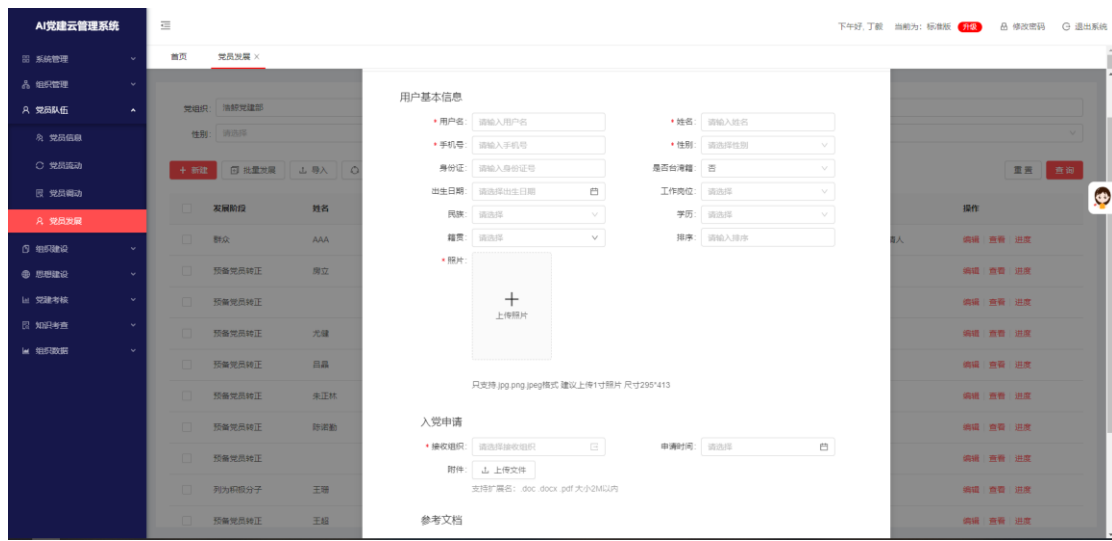 AI党建云管理系统
下午好, 丁毅 当前为: 标准版 升级 修改密码 退出系统
系统管理
组织管理
党员队伍
党员信息
党员流动
党员调动
党员发展
组织建设
思想建设
党建考核
知识考查
组织数据
首页 党员发展 ×
党组织:
性别: 请选择
+ 新建 批量发展 导入
重置 查询
发展阶段 姓名 操作
群众 AAA 编辑 查看 进度
预备党员转正 席立 编辑 查看 进度
预备党员转正 编辑 查看 进度
预备党员转正 尤健 编辑 查看 进度
预备党员转正 吕磊 编辑 查看 进度
预备党员转正 朱正林 编辑 查看 进度
预备党员转正 编辑 查看 进度
预备党员转正 编辑 查看 进度
列为积极分子 王珊 编辑 查看 进度
预备党员转正 王超 编辑 查看 进度
用户基本信息
* 用户名: 请输入用户名 * 姓名: 请输入姓名
* 手机号: 请输入手机号 * 性别: 请选择性别
身份证: 请输入身份证号 是否台湾籍: 否
出生日期: 请选择出生日期 工作岗位: 请选择
民族: 请选择 学历: 请选择
籍贯: 请选择 排序: 请输入排序
* 照片:
上传照片
只支持.jpg.png.jpeg格式 建议上传1寸照片 尺寸295*413
入党申请
* 接收组织: 请选择接收组织 申请时间: 请选择
附件: 上传文件
支持扩展名: .doc .docx .pdf 大小2M以内
参考文档